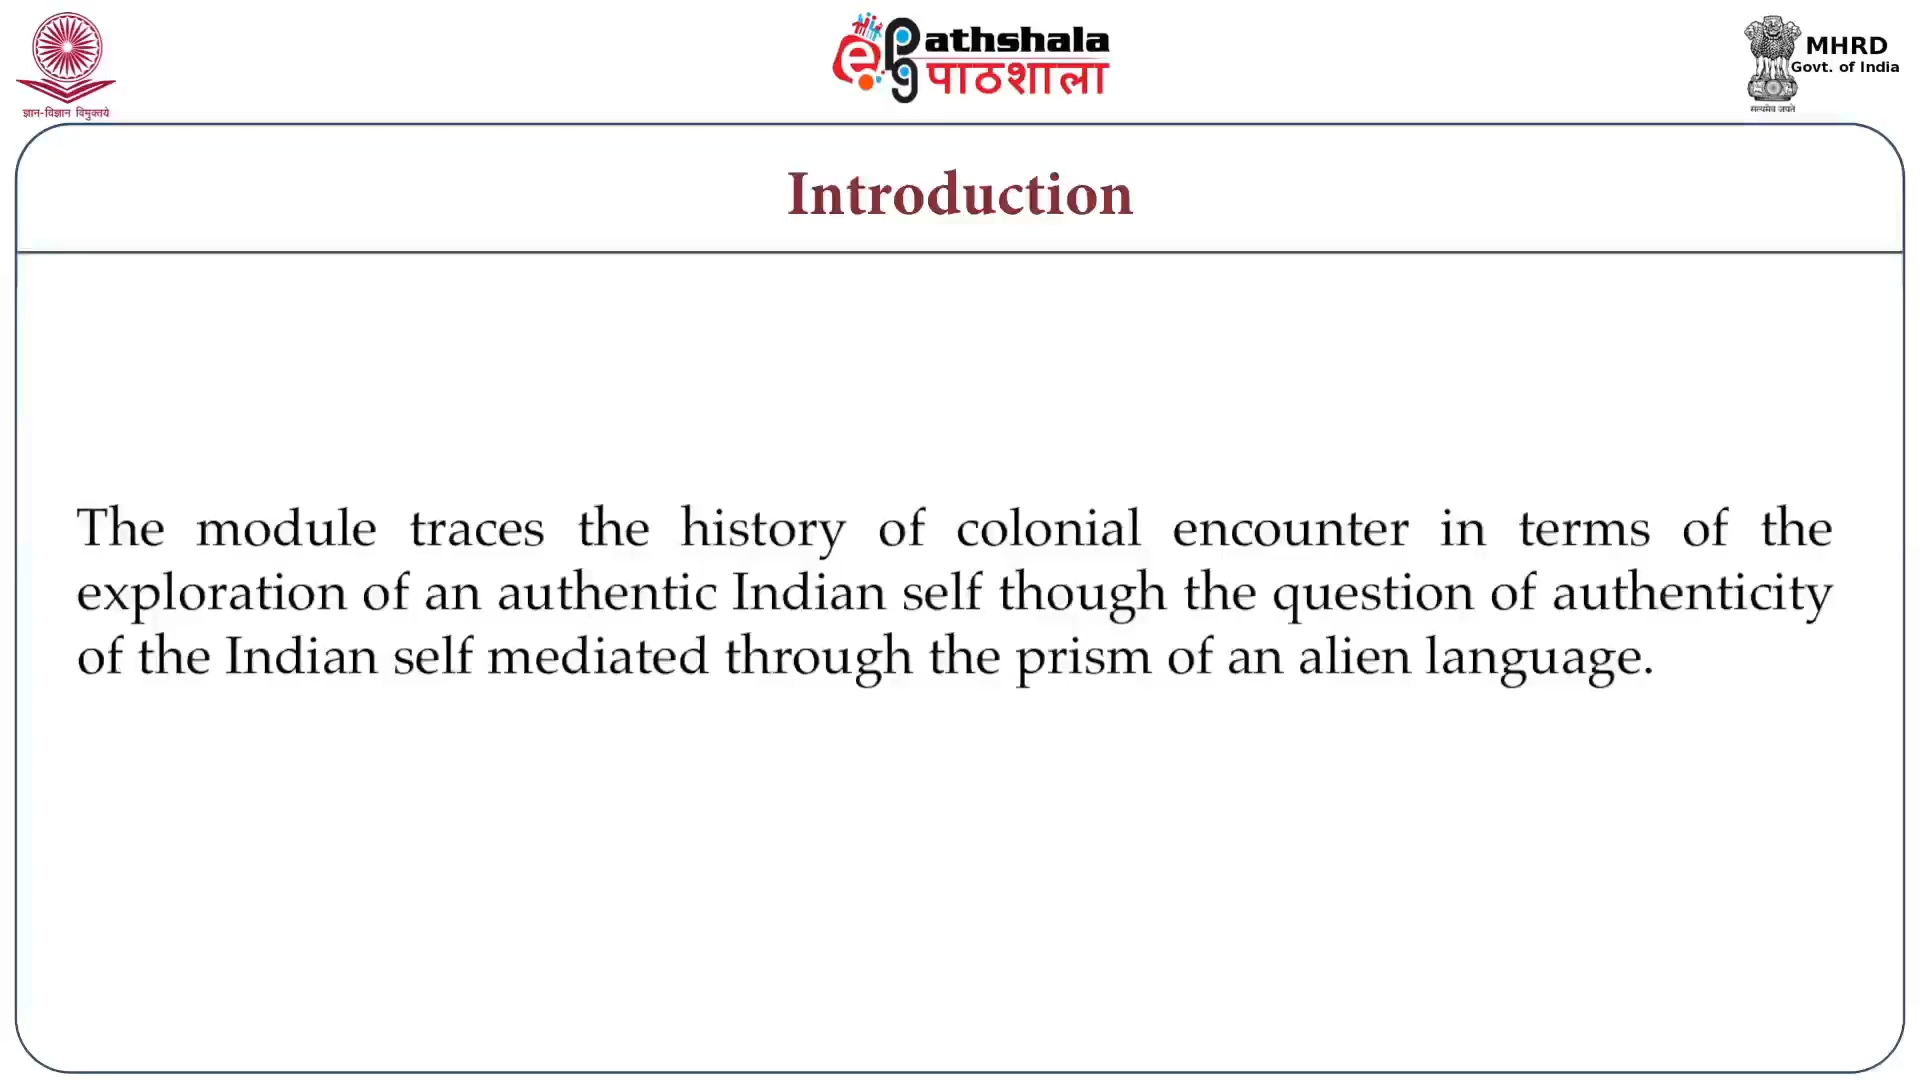 ज्ञान-विज्ञान विमुक्तये
e pg Pathshala
पाठशाला
MHRD
Govt. of India
सत्यमेव जयते
Introduction
The module traces the history of colonial encounter in terms of the
exploration of an authentic Indian self though the question of authenticity
of the Indian self mediated through the prism of an alien language.